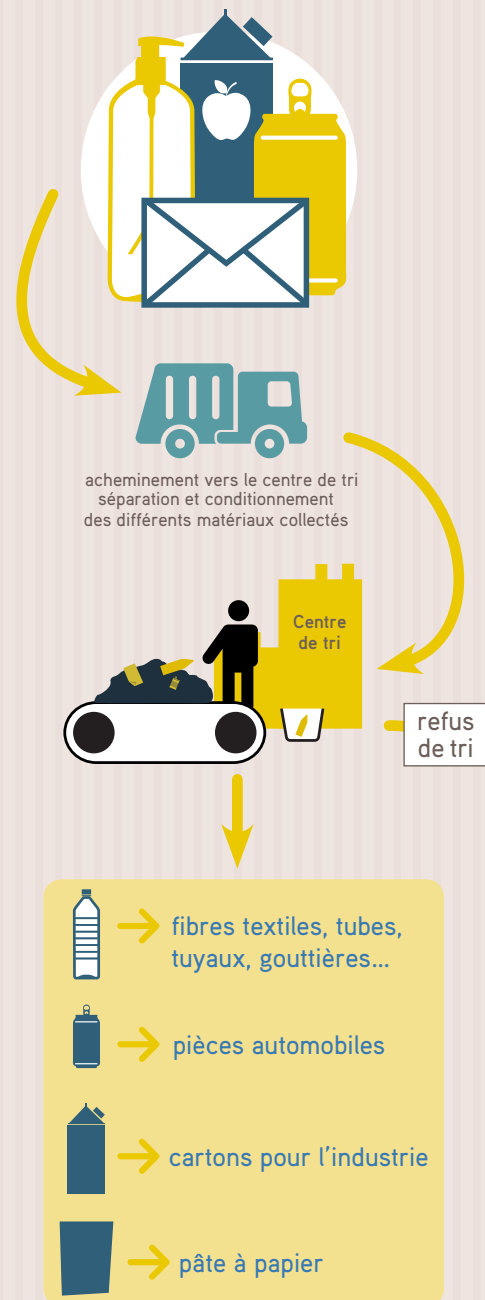 acheminement vers le centre de tri
séparation et conditionnement
des différents matériaux collectés
Centre
de tri
refus
de tri
fibres textiles, tubes,
tuyaux, gouttières...
pièces automobiles
cartons pour l'industrie
pâte à papier